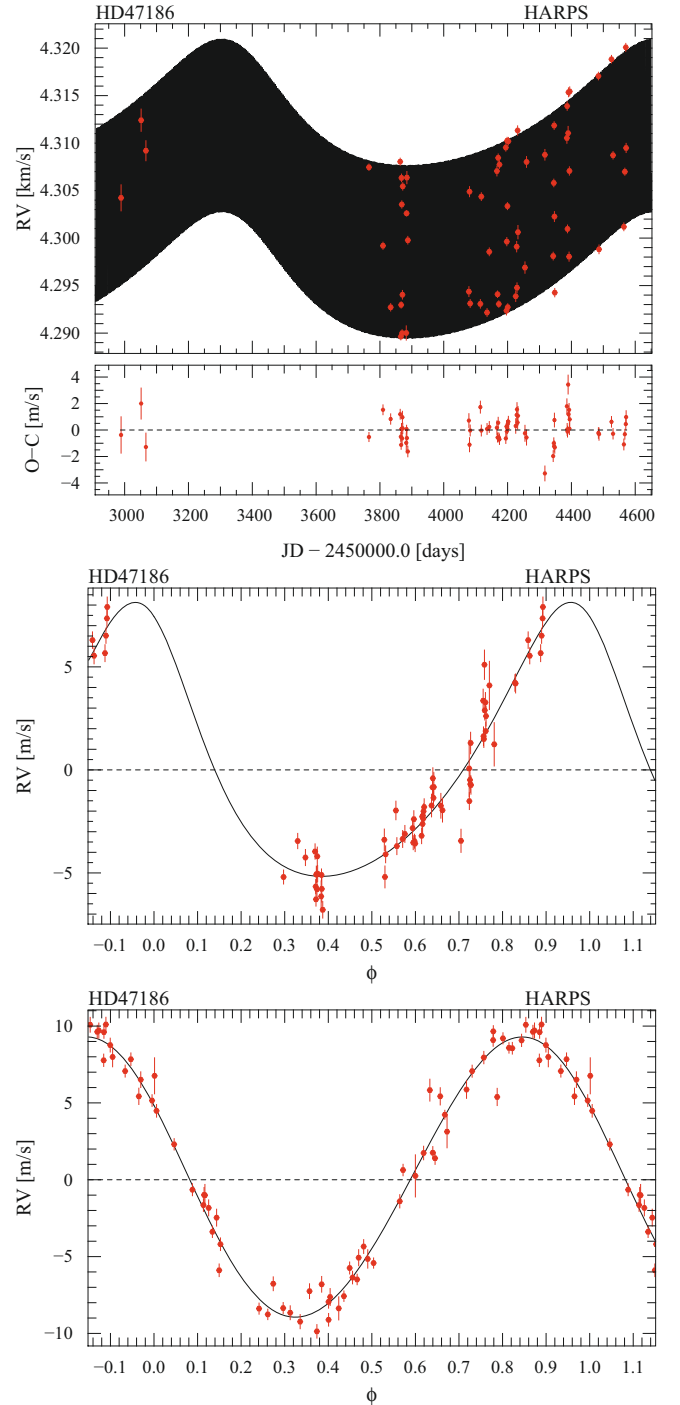 HD47186 HARPS
4.320
4.315
4.310
4.305
4.300
4.295
4.290
RV [km/s]
4
2
0
−2
−4
O−C [m/s]
3000 3200 3400 3600 3800 4000 4200 4400 4600
JD − 2450000.0 [days]
HD47186 HARPS
5
0
−5
RV [m/s]
−0.1 0.0 0.1 0.2 0.3 0.4 0.5 0.6 0.7 0.8 0.9 1.0 1.1
ϕ
HD47186 HARPS
10
5
0
−5
−10
RV [m/s]
−0.1 0.0 0.1 0.2 0.3 0.4 0.5 0.6 0.7 0.8 0.9 1.0 1.1
ϕ